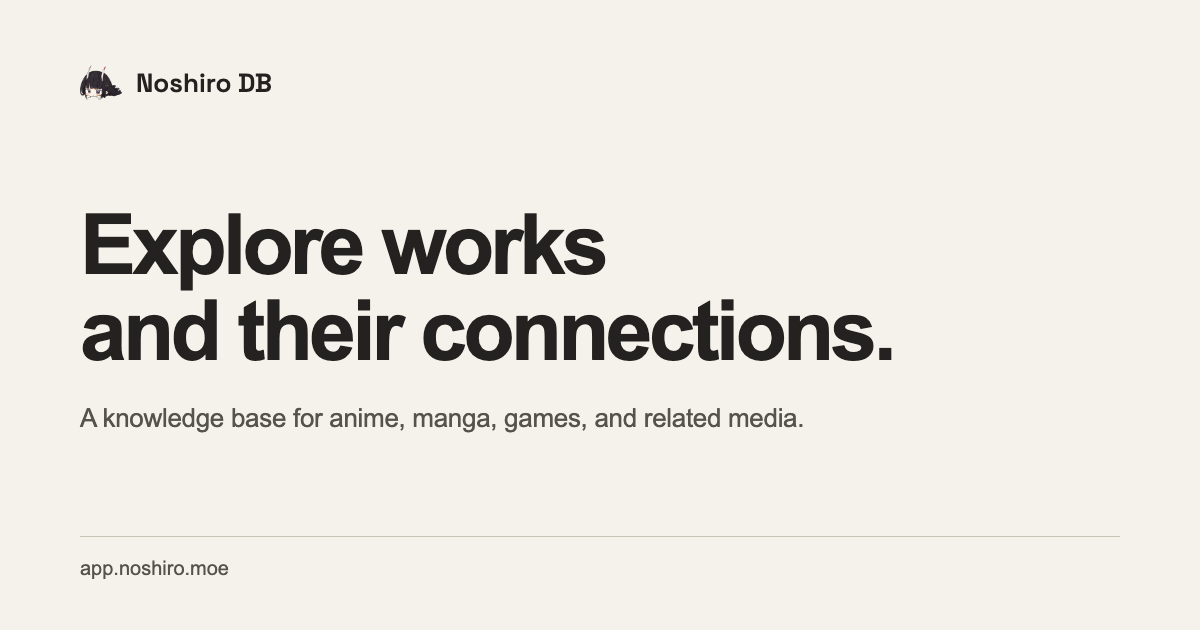 Noshiro DB
Explore works
and their connections.
A knowledge base for anime, manga, games, and related media.
app.noshiro.moe